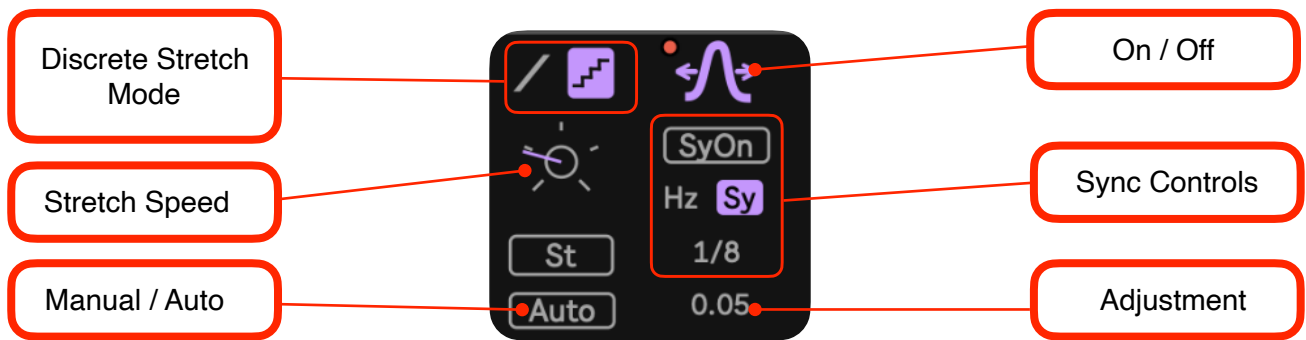 Discrete Stretch
Mode
Stretch Speed
Manual / Auto
SyOn
Hz Sy
St
1/8
Auto
0.05
On / Off
Sync Controls
Adjustment